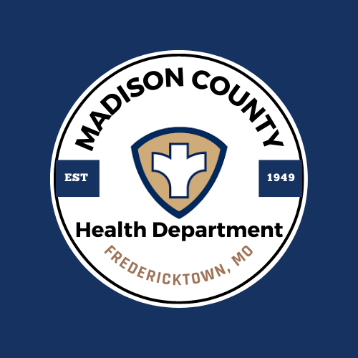 MADISON COUNTY
EST
1949
Health Department
FREDERICKTOWN, MO